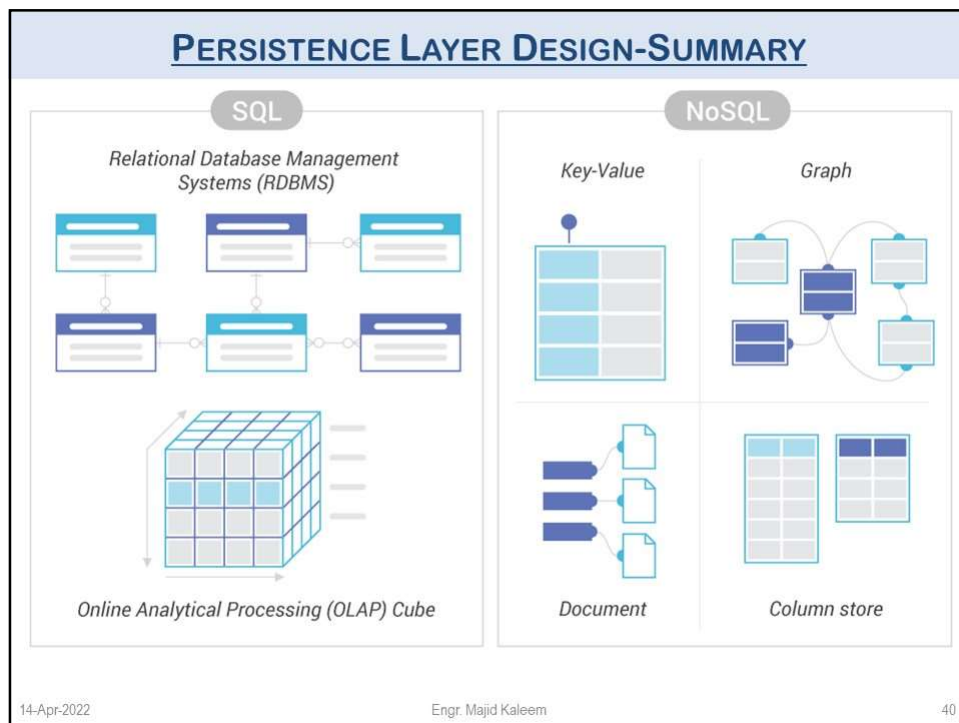 PERSISTENCE LAYER DESIGN-SUMMARY
SQL
Relational Database Management
Systems (RDBMS)
Online Analytical Processing (OLAP) Cube
NoSQL
Key-Value
Graph
Document
Column store
14-Apr-2022
Engr. Majid Kaleem
40